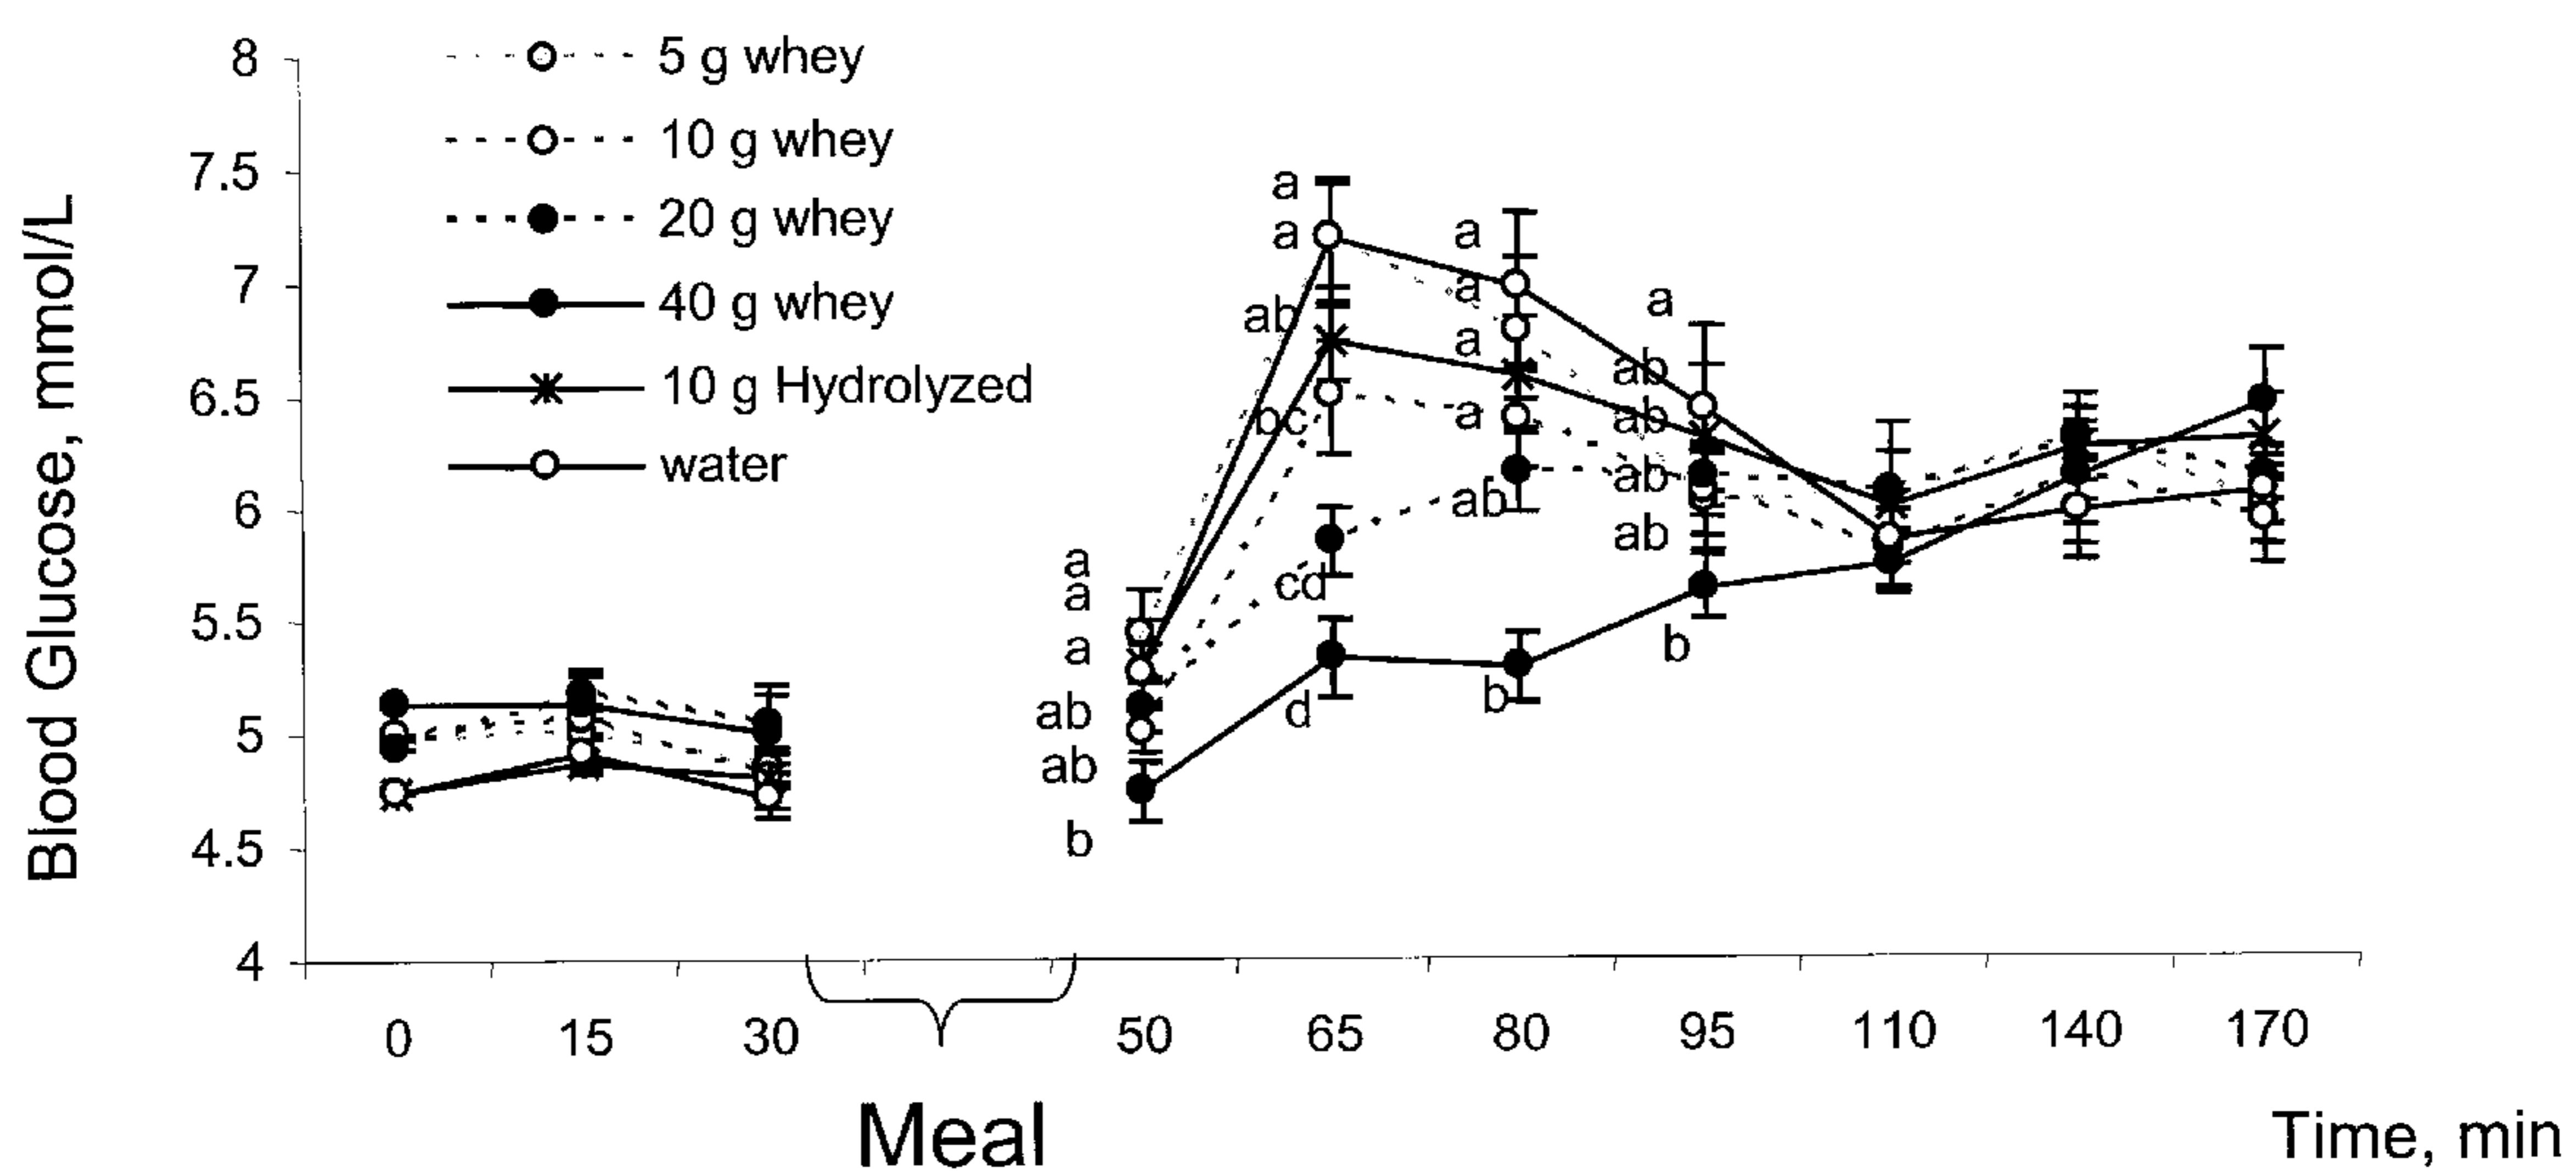 5 g whey
10 g whey
20 g whey
40 g whey
10 g Hydrolyzed
water
Blood Glucose, mmol/L
8
7.5
7
6.5
6
5.5
5
4.5
4
a
a
a
ab
ab
b
a
a
ab
bc
cd
d
a
a
a
a
ab
b
a
ab
ab
ab
ab
b
0 15 30 50 65 80 95 110 140 170
Meal
Time, min